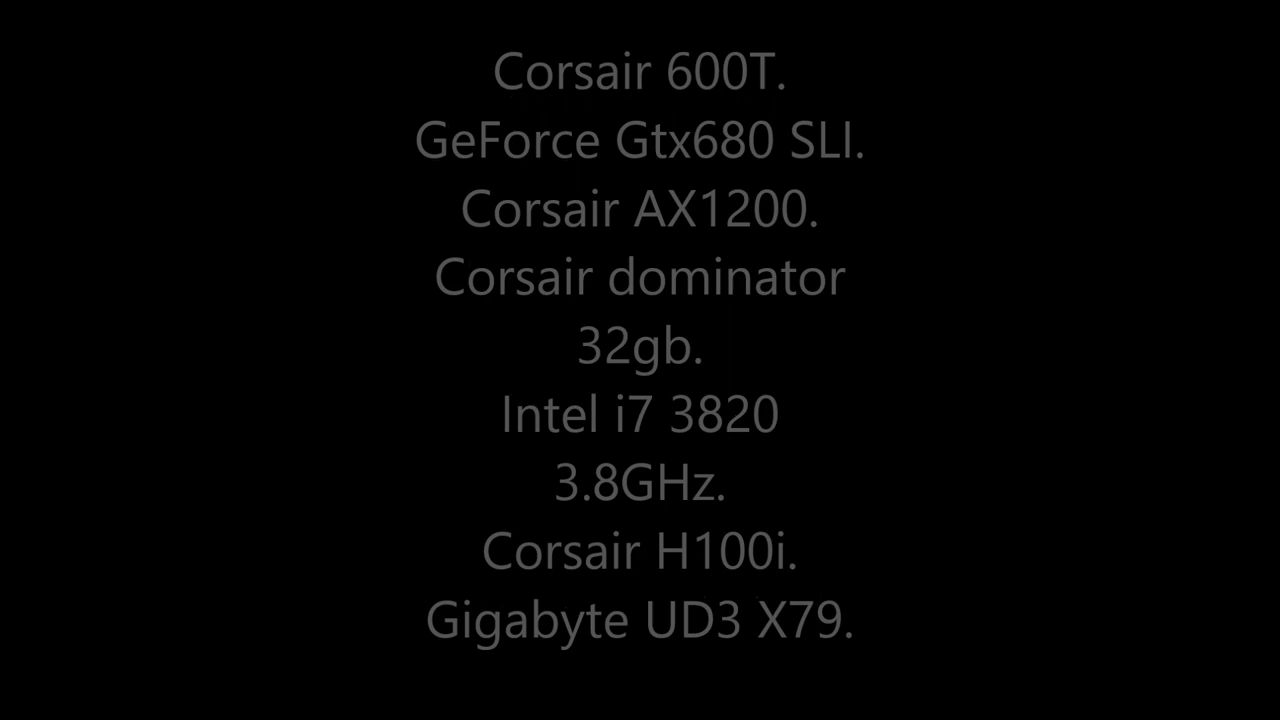 Corsair 600T.
GeForce Gtx680 SLI.
Corsair AX1200.
Corsair dominator
32gb.
Intel i7 3820
3.8GHz.
Corsair H100i.
Gigabyte UD3 X79.